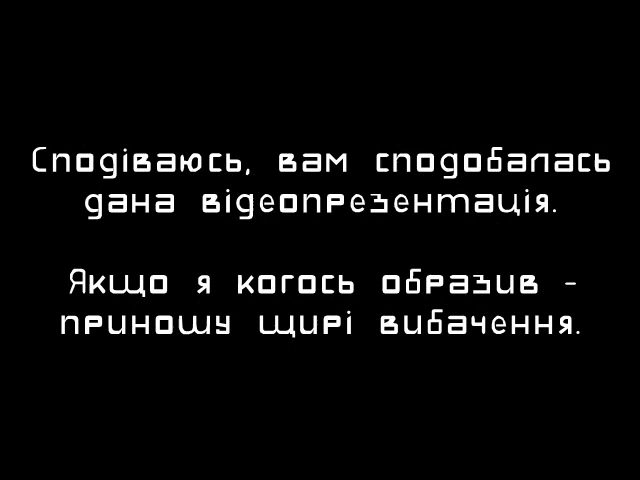 Сподіваюсь, вам сподобалась
дана відеопрезентація.
Якщо я когось образив -
приношу щирі вибачення.